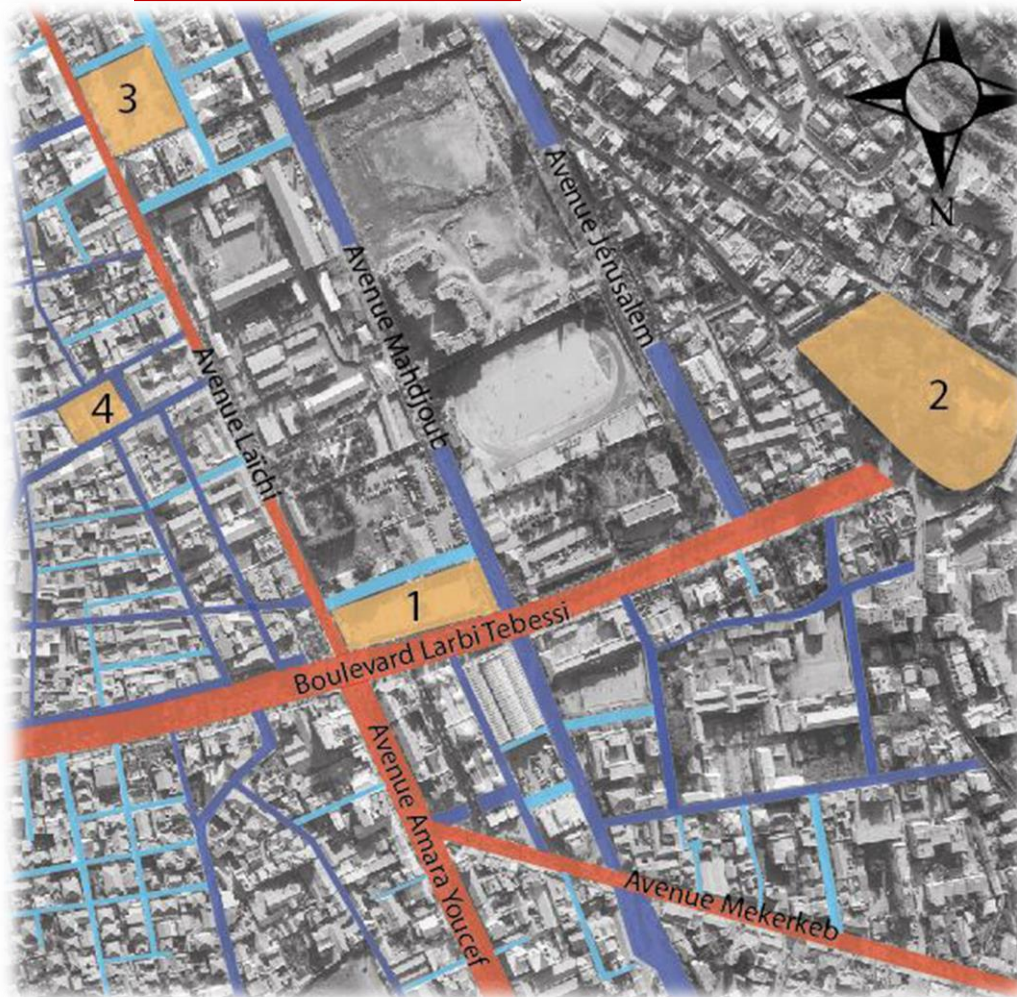 3
N
Avenue Jérusalem
Avenue Mahdjoub
2
4
Avenue Laichi
1
Boulevard Larbi Tebessi
Avenue Amara Youcef
Avenue Mekerkeb